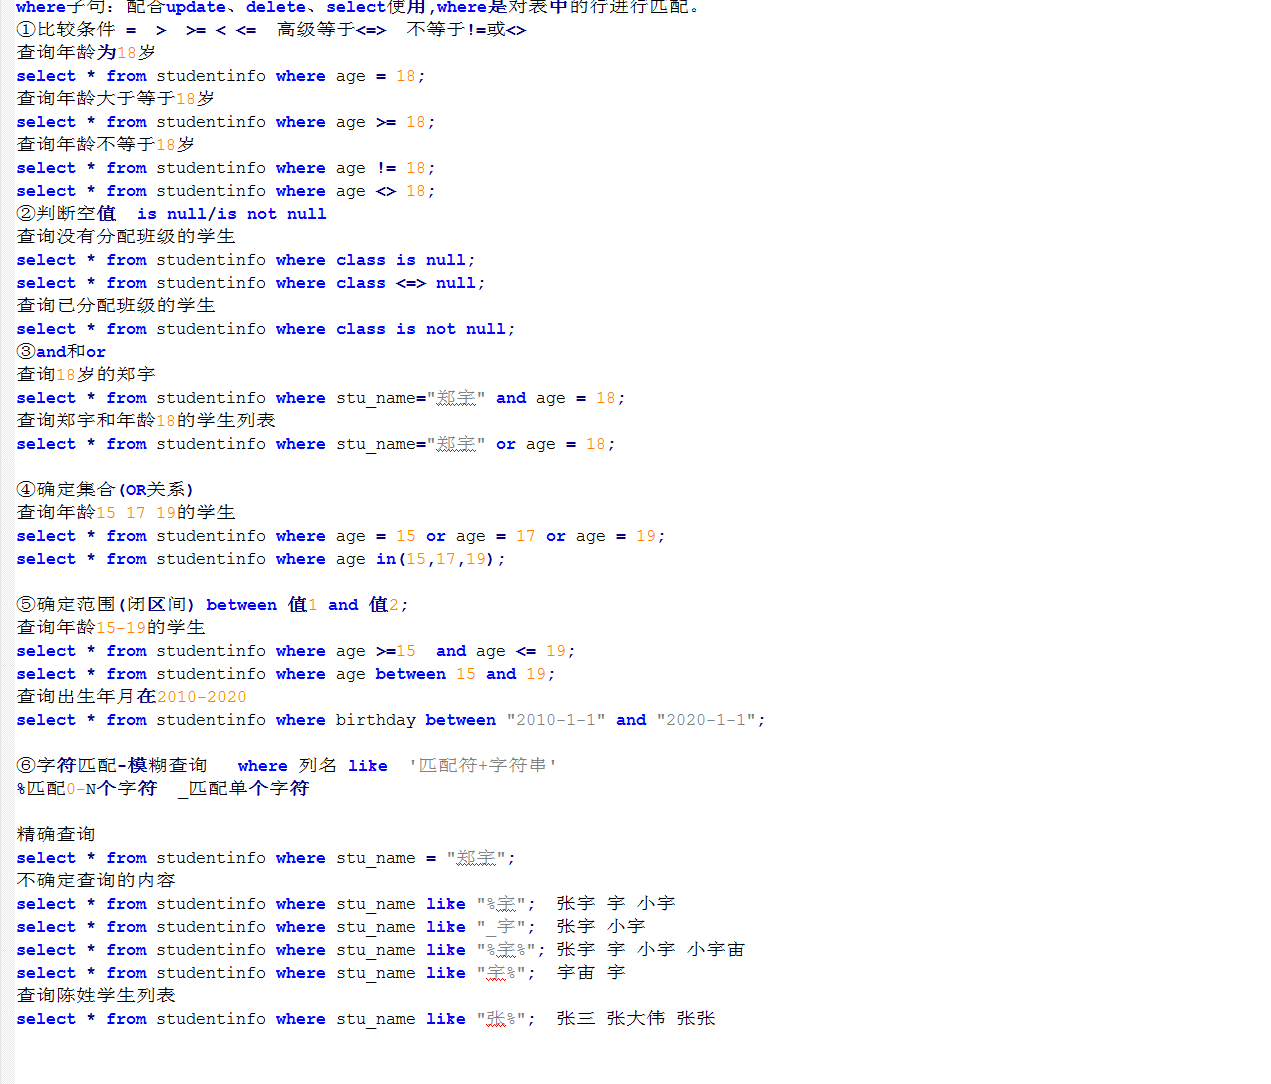 where子句：配合update、delete、select使用,where是对表中的行进行匹配。
①比较条件 =  >  >= < <=  高级等于<=>  不等于!=或<>
查询年龄为18岁
select * from studentinfo where age = 18;
查询年龄大于等于18岁
select * from studentinfo where age >= 18;
查询年龄不等于18岁
select * from studentinfo where age != 18;
select * from studentinfo where age <> 18;
②判断空值  is null/is not null
查询没有分配班级的学生
select * from studentinfo where class is null;
select * from studentinfo where class <=> null;
查询已分配班级的学生
select * from studentinfo where class is not null;
③and和or
查询18岁的郑宇
select * from studentinfo where stu_name="郑宇" and age = 18;
查询郑宇和年龄18的学生列表
select * from studentinfo where stu_name="郑宇" or age = 18;
④确定集合(OR关系)
查询年龄15 17 19的学生
select * from studentinfo where age = 15 or age = 17 or age = 19;
select * from studentinfo where age in(15,17,19);
⑤确定范围(闭区间) between 值1 and 值2;
查询年龄15-19的学生
select * from studentinfo where age >=15  and age <= 19;
select * from studentinfo where age between 15 and 19;
查询出生年月在2010-2020
select * from studentinfo where birthday between "2010-1-1" and "2020-1-1";
⑥字符匹配-模糊查询   where 列名 like  '匹配符+字符串'
%匹配0-N个字符  _匹配单个字符
精确查询
select * from studentinfo where stu_name = "郑宇";
不确定查询的内容
select * from studentinfo where stu_name like "%宇";  张宇 宇 小宇
select * from studentinfo where stu_name like "_宇";  张宇 小宇
select * from studentinfo where stu_name like "%宇%"; 张宇 宇 小宇 小宇宙
select * from studentinfo where stu_name like "宇%";  宇宙 宇
查询陈姓学生列表
select * from studentinfo where stu_name like "张%";  张三 张大伟 张张